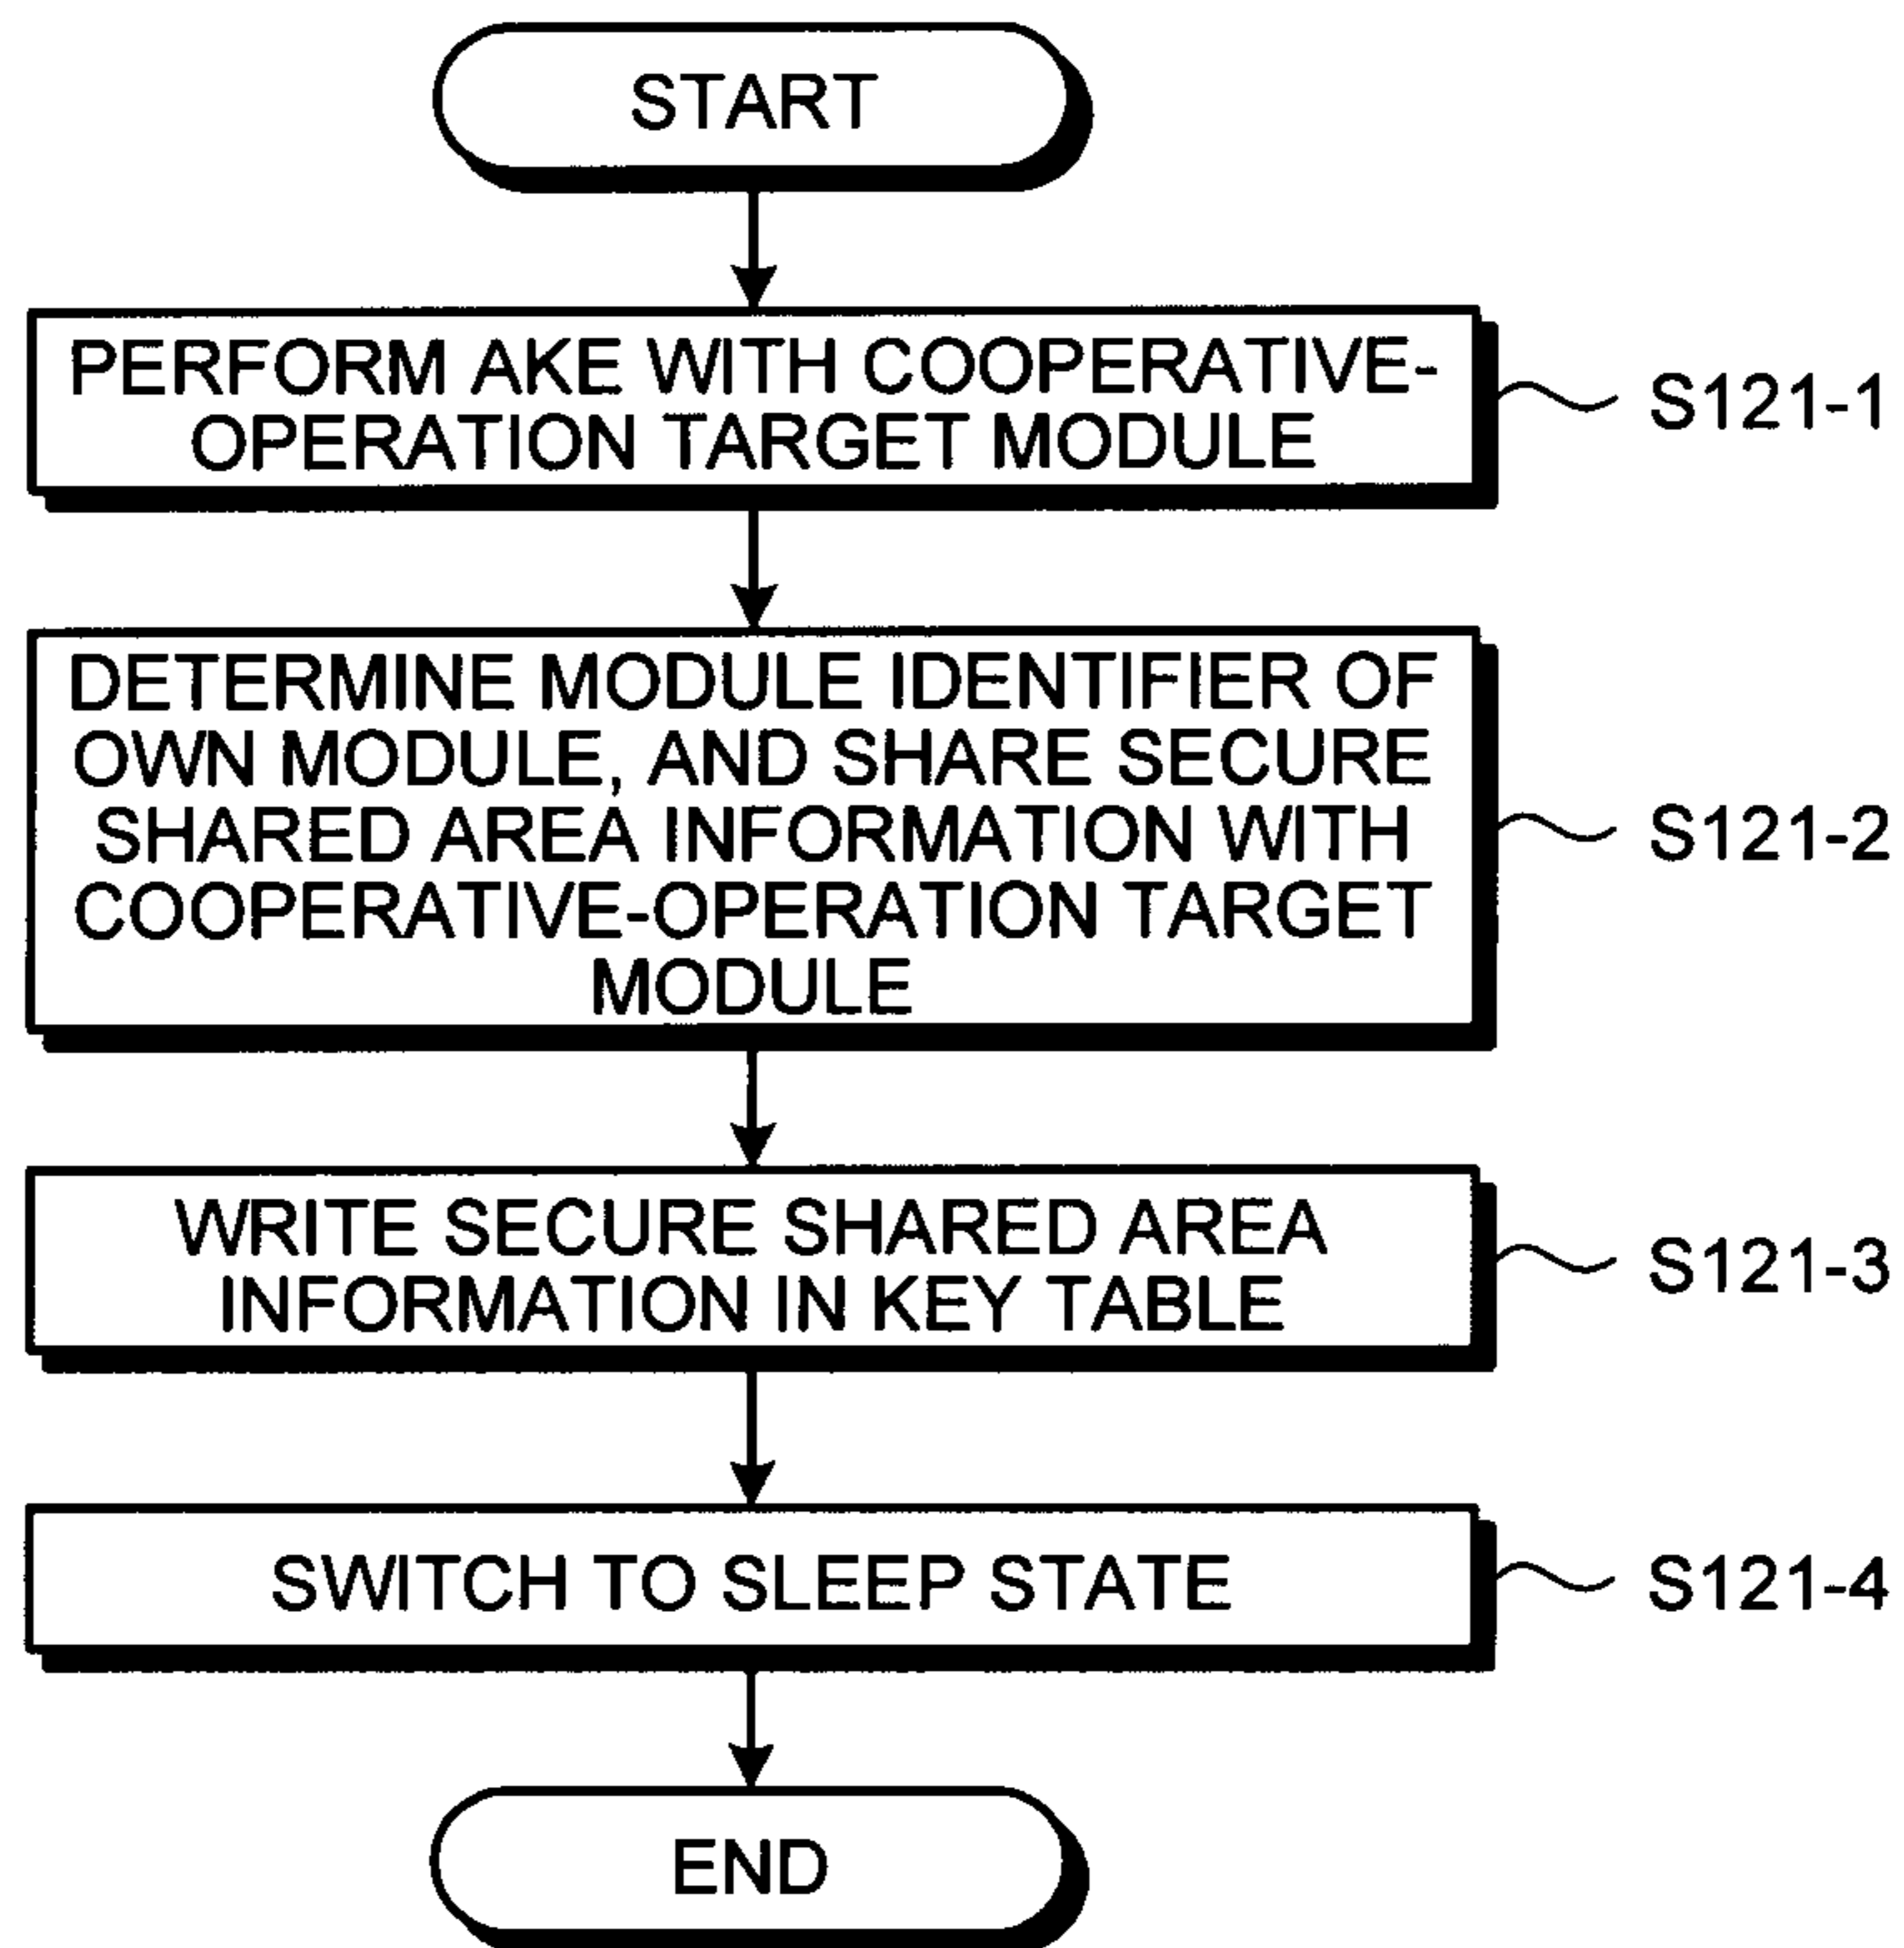 START
PERFORM AKE WITH COOPERATIVE-
OPERATION TARGET MODULE
S121-1
DETERMINE MODULE IDENTIFIER OF
OWN MODULE, AND SHARE SECURE
SHARED AREA INFORMATION WITH
COOPERATIVE-OPERATION TARGET
MODULE
S121-2
WRITE SECURE SHARED AREA
INFORMATION IN KEY TABLE
S121-3
SWITCH TO SLEEP STATE
S121-4
END